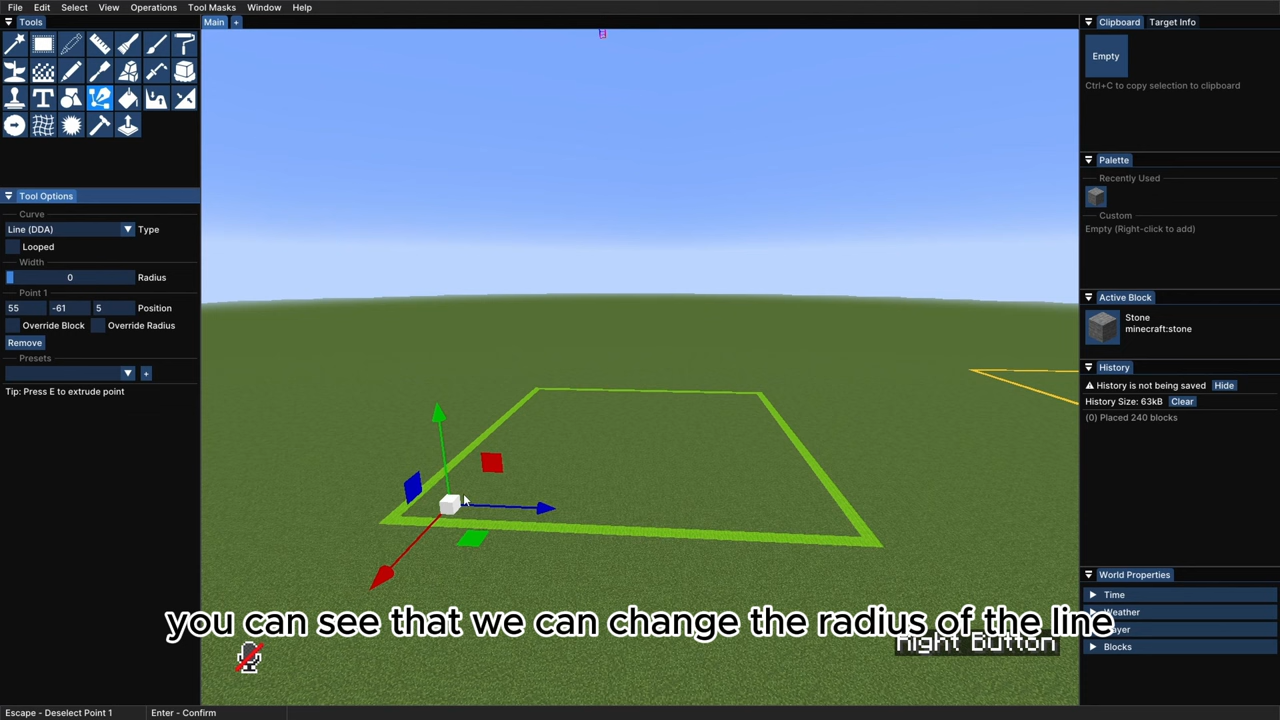 File Edit Select View Operations Tool Masks Window Help
Tools
Main +
Clipboard Target Info
Empty
Ctrl+C to copy selection to clipboard
Palette
Recently Used
Custom
Empty (Right-click to add)
Tool Options
Curve
Line (DDA) Type
Looped
Width
0 Radius
Point 1
55 -61 5 Position
Override Block Override Radius
Remove
Presets
+
Tip: Press E to extrude point
Active Block
Stone
minecraft:stone
History
History is not being saved Hide
History Size: 63kB Clear
(0) Placed 240 blocks
World Properties
Time
Weather
Blocks
you can see that we can change the radius of the line
Right Button
Escape - Deselect Point 1 Enter - Confirm